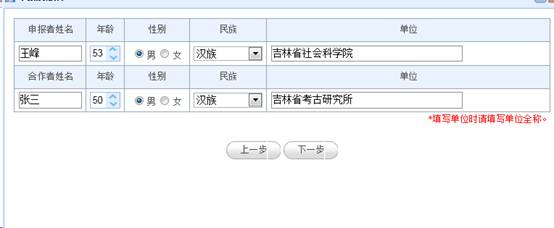 申报者姓名 年龄 性别 民族 单位
王峰 53 男 女 汉族 吉林省社会科学院
合作者姓名 年龄 性别 民族 单位
张三 50 男 女 汉族 吉林省考古研究所
*填写单位时请填写单位全称。
上一步 下一步